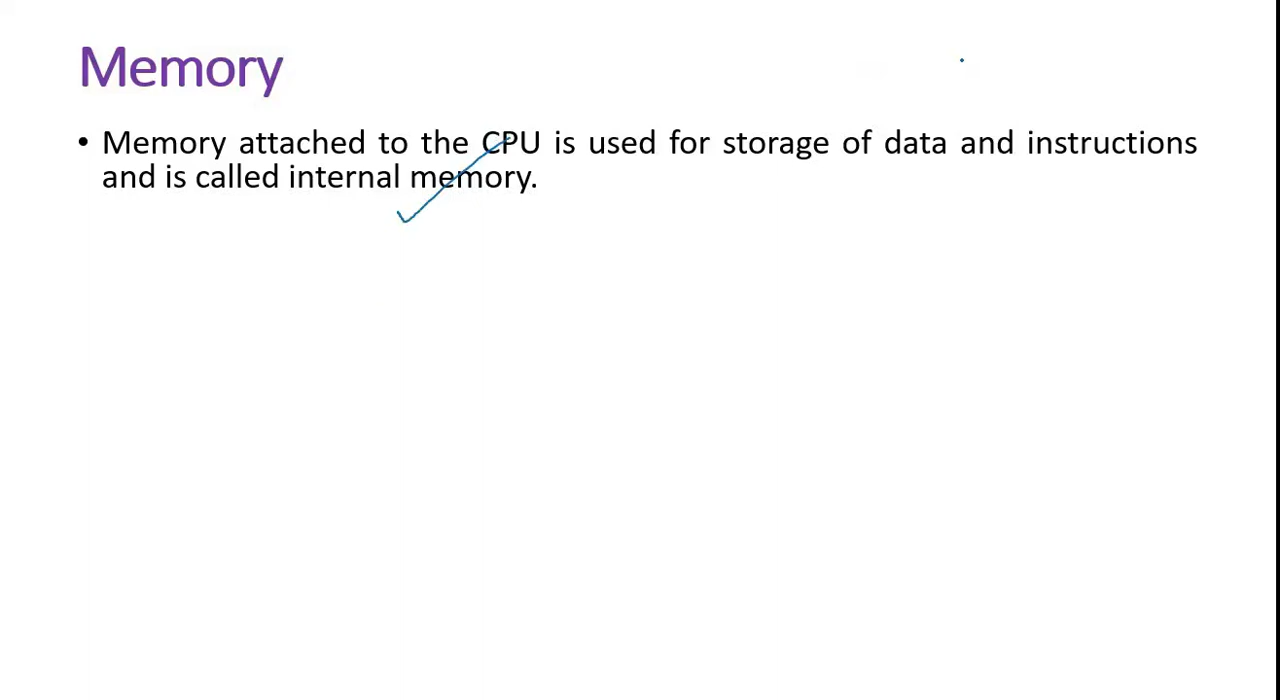 Memory
• Memory attached to the CPU is used for storage of data and instructions
and is called internal memory.